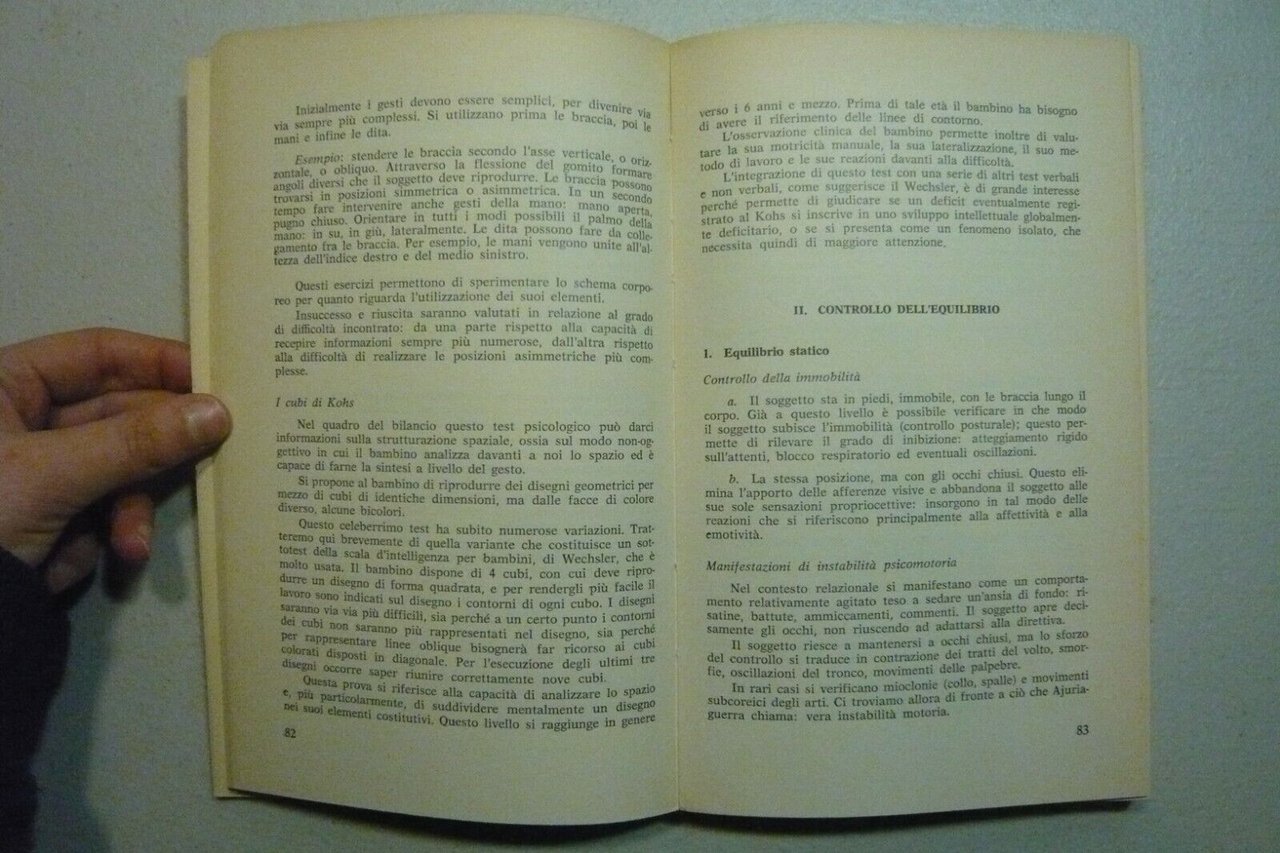 Inizialmente i gesti devono essere semplici, per divenire via
via sempre più complessi. Si utilizzano prima le braccia, poi le
mani e infine le dita.
Esempio: stendere le braccia secondo l'asse verticale, o oriz-
zontale, o obliquo. Attraverso la flessione del gomito formare
angoli diversi che il soggetto deve riprodurre. Le braccia possono
trovarsi in posizioni simmetrica o asimmetrica. In un secondo
tempo fare intervenire anche gesti della mano: mano aperta,
pugno chiuso. Orientare in tutti i modi possibili il palmo della
mano: in su, in giù, lateralmente. Le dita possono fare da colle-
gamento fra le braccia. Per esempio, le mani vengono unite all'al-
tezza dell'indice destro e del medio sinistro.
Questi esercizi permettono di sperimentare lo schema corpo-
reo per quanto riguarda l'utilizzazione dei suoi elementi.
Insuccesso e riuscita saranno valutati in relazione al grado
di difficoltà incontrato: da una parte rispetto alla capacità di
recepire informazioni sempre più numerose, dall'altra rispetto
alla difficoltà di realizzare le posizioni asimmetriche più com-
plesse.
I cubi di Kohs
Nel quadro del bilancio questo test psicologico può darci
informazioni sulla strutturazione spaziale, ossia sul modo non-og-
gettivo in cui il bambino analizza davanti a noi lo spazio ed è
capace di farne la sintesi a livello del gesto.
Si propone al bambino di riprodurre dei disegni geometrici per
mezzo di cubi di identiche dimensioni, ma dalle facce di colore
diverso, alcune bicolori.
Questo celeberrimo test ha subito numerose variazioni. Trat-
teremo qui brevemente di quella variante che costituisce un sot-
totest della scala d'intelligenza per bambini, di Wechsler, che è
molto usata. Il bambino dispone di 4 cubi, con cui deve ripro-
durre un disegno di forma quadrata, e per rendergli più facile il
lavoro sono indicati sul disegno i contorni di ogni cubo. I disegni
saranno via via più difficili, sia perché a un certo punto i contorni
dei cubi non saranno più rappresentati nel disegno, sia perché
per rappresentare linee oblique bisognerà far ricorso ai cubi
colorati disposti in diagonale. Per l'esecuzione degli ultimi tre
disegni occorre saper riunire correttamente nove cubi.
Questa prova si riferisce alla capacità di analizzare lo spazio
e, più particolarmente, di suddividere mentalmente un disegno
nei suoi elementi costitutivi. Questo livello si raggiunge in genere
82
verso i 6 anni e mezzo. Prima di tale età il bambino ha bisogno
di avere il riferimento delle linee di contorno.
L'osservazione clinica del bambino permette inoltre di valu-
tare la sua motricità manuale, la sua lateralizzazione, il suo me-
todo di lavoro e le sue reazioni davanti alla difficoltà.
L'integrazione di questo test con una serie di altri test verbali
e non verbali, come suggerisce il Wechsler, è di grande interesse
perché permette di giudicare se un deficit eventualmente regi-
strato al Kohs si inscrive in uno sviluppo intellettuale globalmen-
te deficitario, o se si presenta come un fenomeno isolato, che
necessita quindi di maggiore attenzione.
II. CONTROLLO DELL'EQUILIBRIO
1. Equilibrio statico
Controllo della immobilità
a. Il soggetto sta in piedi, immobile, con le braccia lungo il
corpo. Già a questo livello è possibile verificare in che modo
il soggetto subisce l'immobilità (controllo posturale); questo per-
mette di rilevare il grado di inibizione: atteggiamento rigido
sull'attenti, blocco respiratorio ed eventuali oscillazioni.
b. La stessa posizione, ma con gli occhi chiusi. Questo eli-
mina l'apporto delle afferenze visive e abbandona il soggetto alle
sue sole sensazioni propriocettive: insorgono in tal modo delle
reazioni che si riferiscono principalmente alla affettività e alla
emotività.
Manifestazioni di instabilità psicomotoria
Nel contesto relazionale si manifestano come un comporta-
mento relativamente agitato teso a sedare un'ansia di fondo: ri-
satine, battute, ammiccamenti, commenti. Il soggetto apre deci-
samente gli occhi, non riuscendo ad adattarsi alla direttiva.
Il soggetto riesce a mantenersi a occhi chiusi, ma lo sforzo
del controllo si traduce in contrazione dei tratti del volto, smor-
fie, oscillazioni del tronco, movimenti delle palpebre.
In rari casi si verificano mioclonie (collo, spalle) e movimenti
subcoreici degli arti. Ci troviamo allora di fronte a ciò che Ajuria-
guerra chiama: vera instabilità motoria.
83